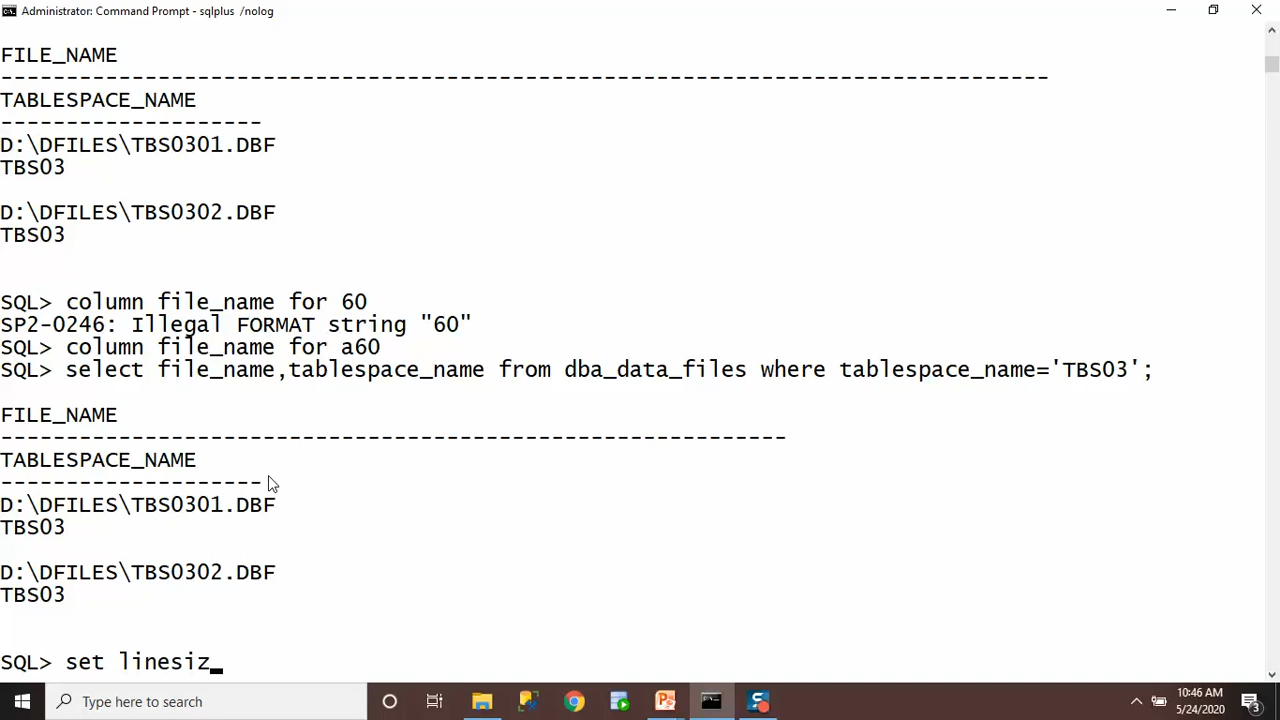 Administrator: Command Prompt - sqlplus  /nolog
FILE_NAME
--------------------------------------------------------------------------------
TABLESPACE_NAME
--------------------
D:\DFILES\TBS0301.DBF
TBS03
D:\DFILES\TBS0302.DBF
TBS03
SQL> column file_name for 60
SP2-0246: Illegal FORMAT string "60"
SQL> column file_name for a60
SQL> select file_name,tablespace_name from dba_data_files where tablespace_name='TBS03';
FILE_NAME
------------------------------------------------------------
TABLESPACE_NAME
--------------------
D:\DFILES\TBS0301.DBF
TBS03
D:\DFILES\TBS0302.DBF
TBS03
SQL> set linesiz_
Type here to search
10:46 AM
5/24/2020
3